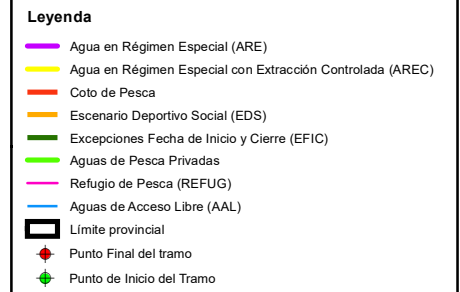 Leyenda
Agua en Régimen Especial (ARE)
Agua en Régimen Especial con Extracción Controlada (AREC)
Coto de Pesca
Escenario Deportivo Social (EDS)
Excepciones Fecha de Inicio y Cierre (EFIC)
Aguas de Pesca Privadas
Refugio de Pesca (REFUG)
Aguas de Acceso Libre (AAL)
Límite provincial
Punto Final del tramo
Punto de Inicio del Tramo